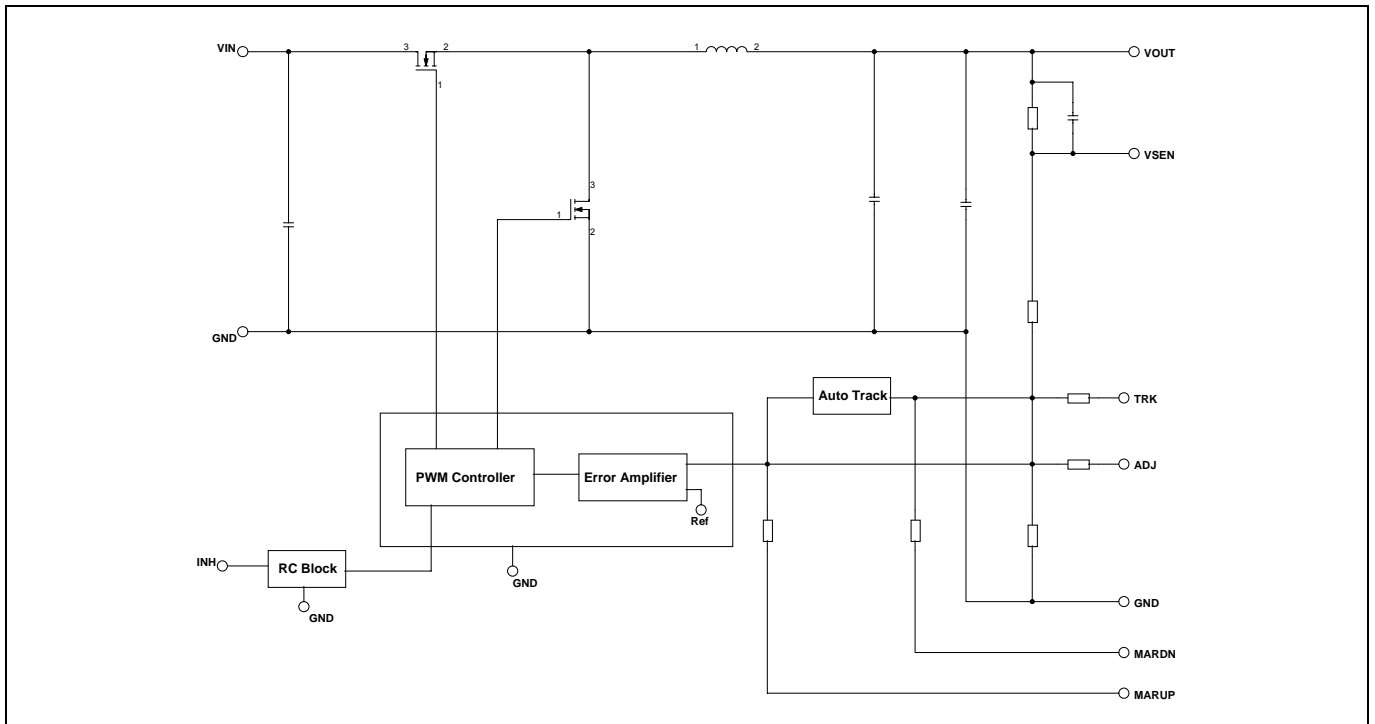 VIN
3
2
1
1
2
VOUT
VSEN
3
1
2
GND
Auto Track
TRK
PWM Controller
Error Amplifier
ADJ
Ref
INH
RC Block
GND
GND
GND
MARDN
MARUP